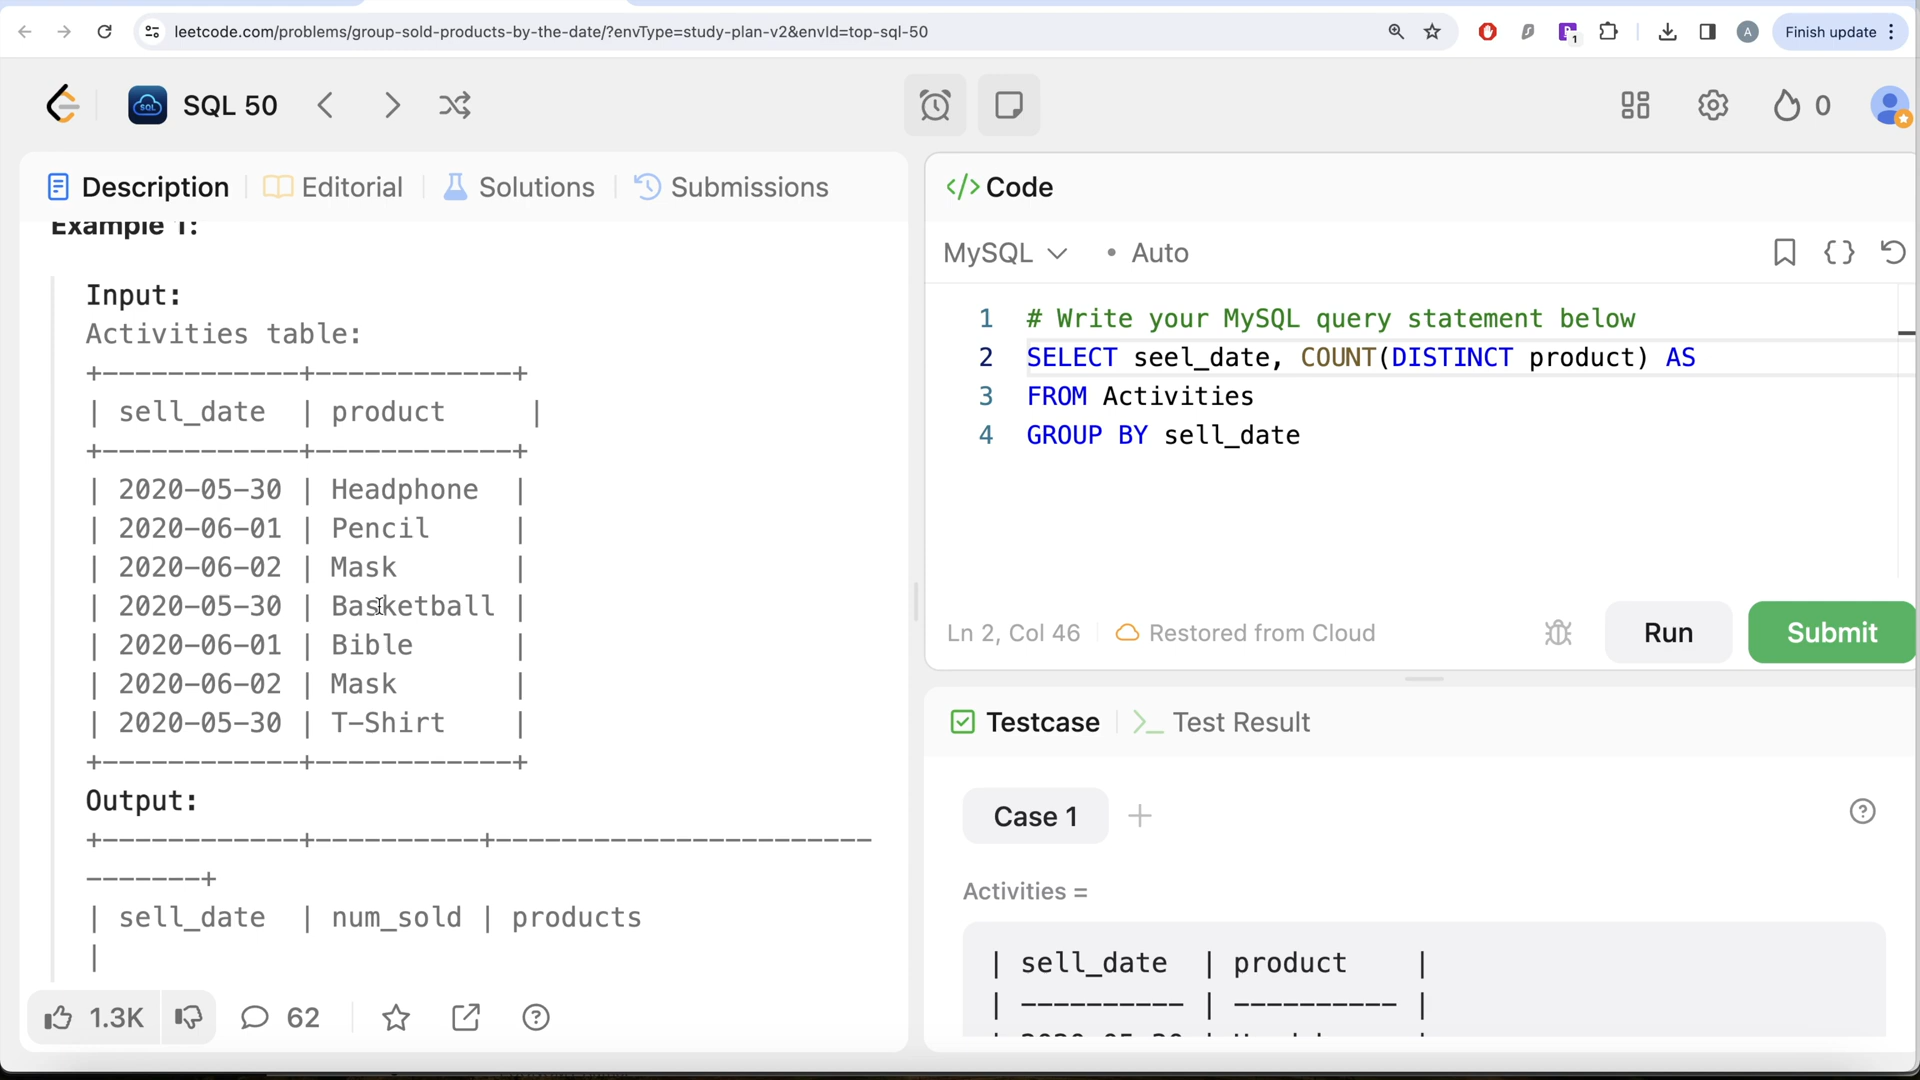 leetcode.com/problems/group-sold-products-by-the-date/?envType=study-plan-v2&envId=top-sql-50
1
A
Finish update
SQL
SQL 50
0
Description
Editorial
Solutions
Submissions
Example 1:
Input:
Activities table:
+------------+------------+
| sell_date  | product     |
+------------+------------+
| 2020-05-30 | Headphone  |
| 2020-06-01 | Pencil     |
| 2020-06-02 | Mask       |
| 2020-05-30 | Basketball |
| 2020-06-01 | Bible      |
| 2020-06-02 | Mask       |
| 2020-05-30 | T-Shirt    |
+------------+------------+
Output:
+------------+----------+-----------------------
-------+
| sell_date  | num_sold | products
|
1.3K
62
</> Code
MySQL
• Auto
1 # Write your MySQL query statement below
2 SELECT seel_date, COUNT(DISTINCT product) AS
3 FROM Activities
4 GROUP BY sell_date
Ln 2, Col 46
Restored from Cloud
Run
Submit
Testcase
Test Result
Case 1
Activities =
| sell_date  | product    |
| ---------- | ---------- |